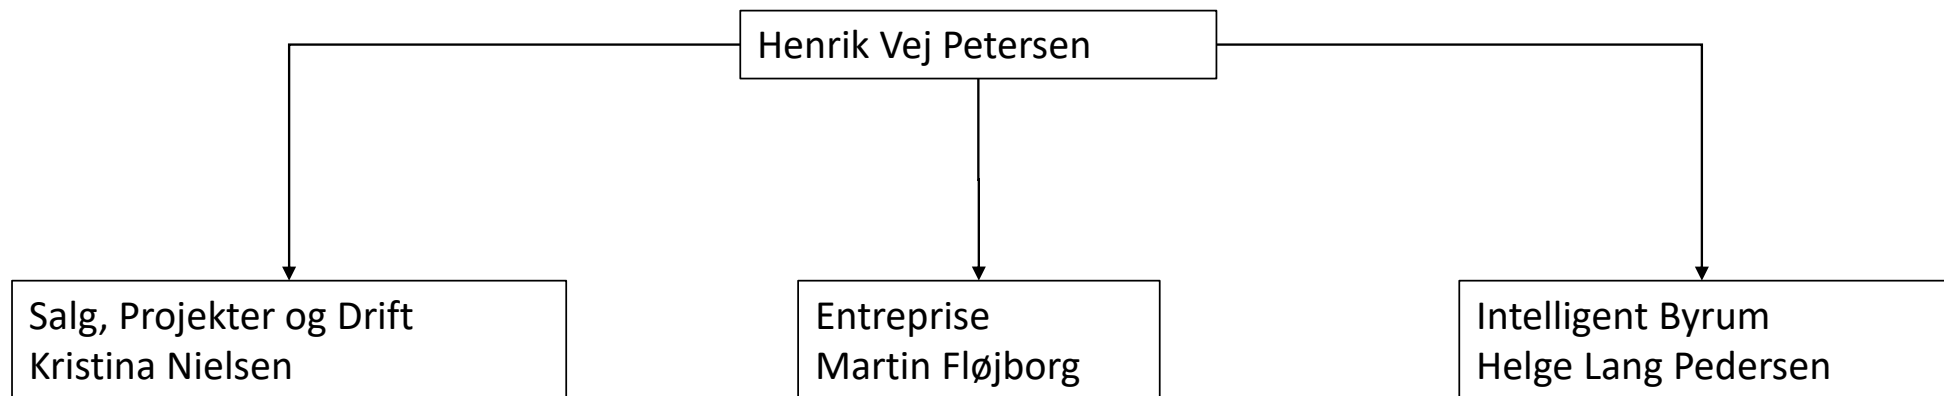 Henrik Vej Petersen
Salg, Projekter og Drift
Kristina Nielsen
Entreprise
Martin Fløjborg
Intelligent Byrum
Helge Lang Pedersen